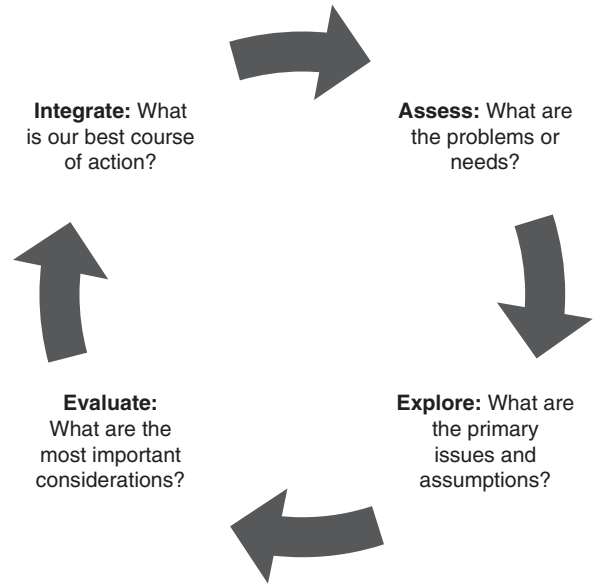 Integrate: What
is our best course
of action?
Assess: What are
the problems or
needs?
Evaluate:
What are the
most important
considerations?
Explore: What are
the primary
issues and
assumptions?